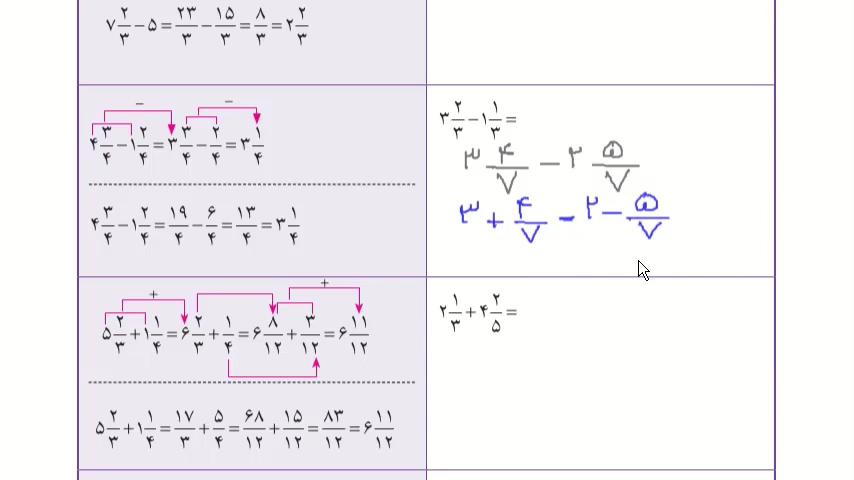 ۷ ۲/۳ − ۵ = ۲۳/۳ − ۱۵/۳ = ۸/۳ = ۲ ۲/۳
− −
۴ ۳/۴ − ۱ ۲/۴ = ۳ ۳/۴ − ۲/۴ = ۳ ۱/۴
۴ ۳/۴ − ۱ ۲/۴ = ۱۹/۴ − ۶/۴ = ۱۳/۴ = ۳ ۱/۴
۳ ۲/۳ − ۱ ۱/۳ =
۳ ۴/۷ − ۲ ۵/۷
۳ + ۴/۷ − ۲ − ۵/۷
+ +
۵ ۲/۳ + ۱ ۱/۴ = ۶ ۲/۳ + ۱/۴ = ۶ ۸/۱۲ + ۳/۱۲ = ۶ ۱۱/۱۲
۵ ۲/۳ + ۱ ۱/۴ = ۱۷/۳ + ۵/۴ = ۶۸/۱۲ + ۱۵/۱۲ = ۸۳/۱۲ = ۶ ۱۱/۱۲
۲ ۱/۳ + ۴ ۲/۵ =